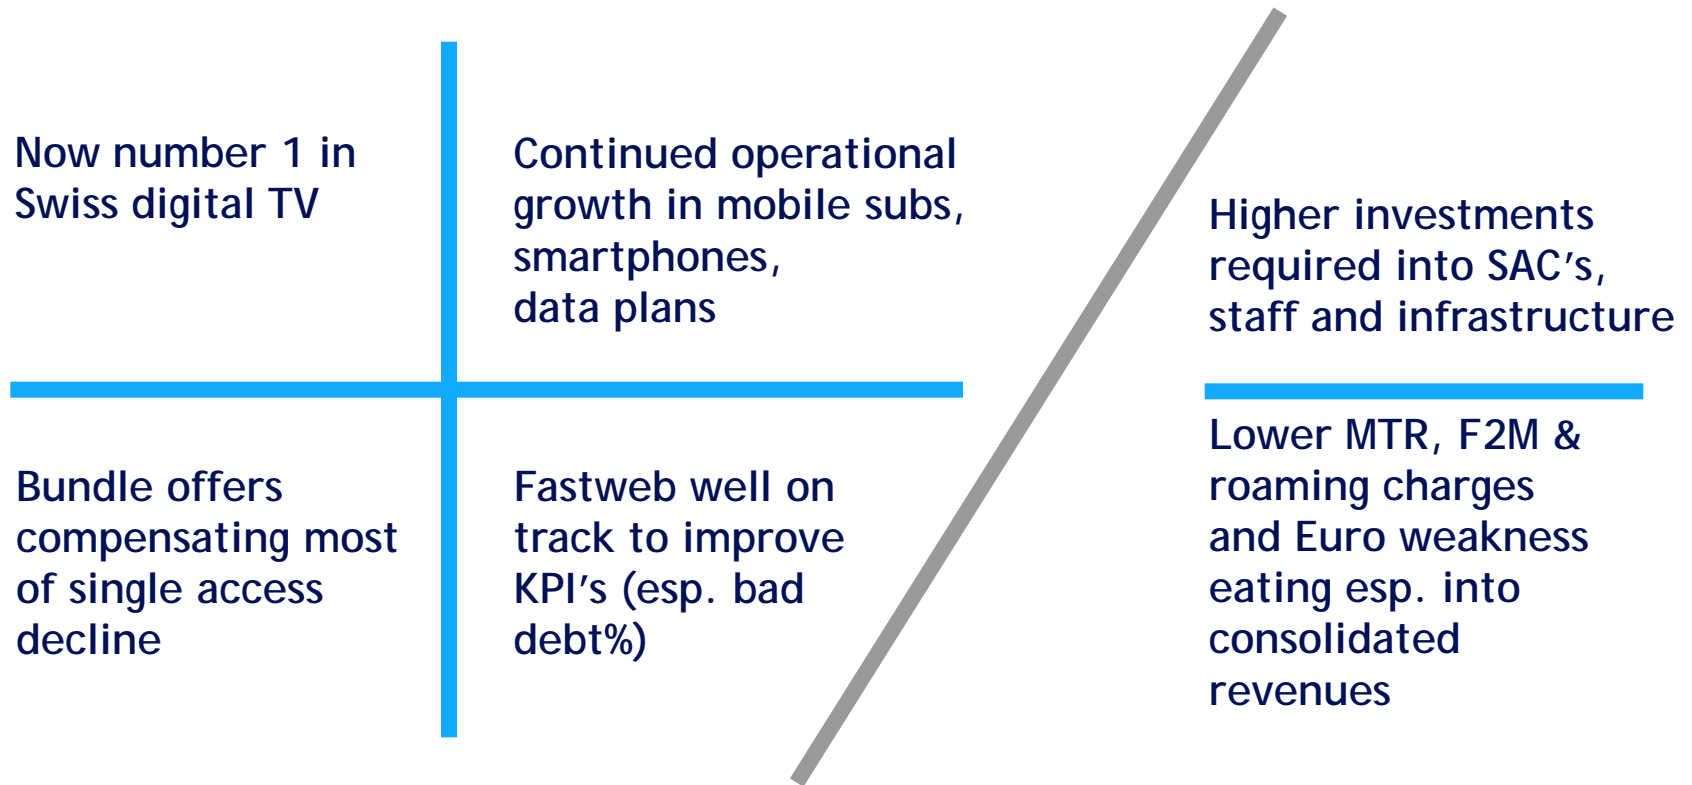 Now number 1 in
Swiss digital TV
Continued operational
growth in mobile subs,
smartphones,
data plans
Bundle offers
compensating most
of single access
decline
Fastweb well on
track to improve
KPI's (esp. bad
debt%)
Higher investments
required into SAC's,
staff and infrastructure
Lower MTR, F2M &
roaming charges
and Euro weakness
eating esp. into
consolidated
revenues